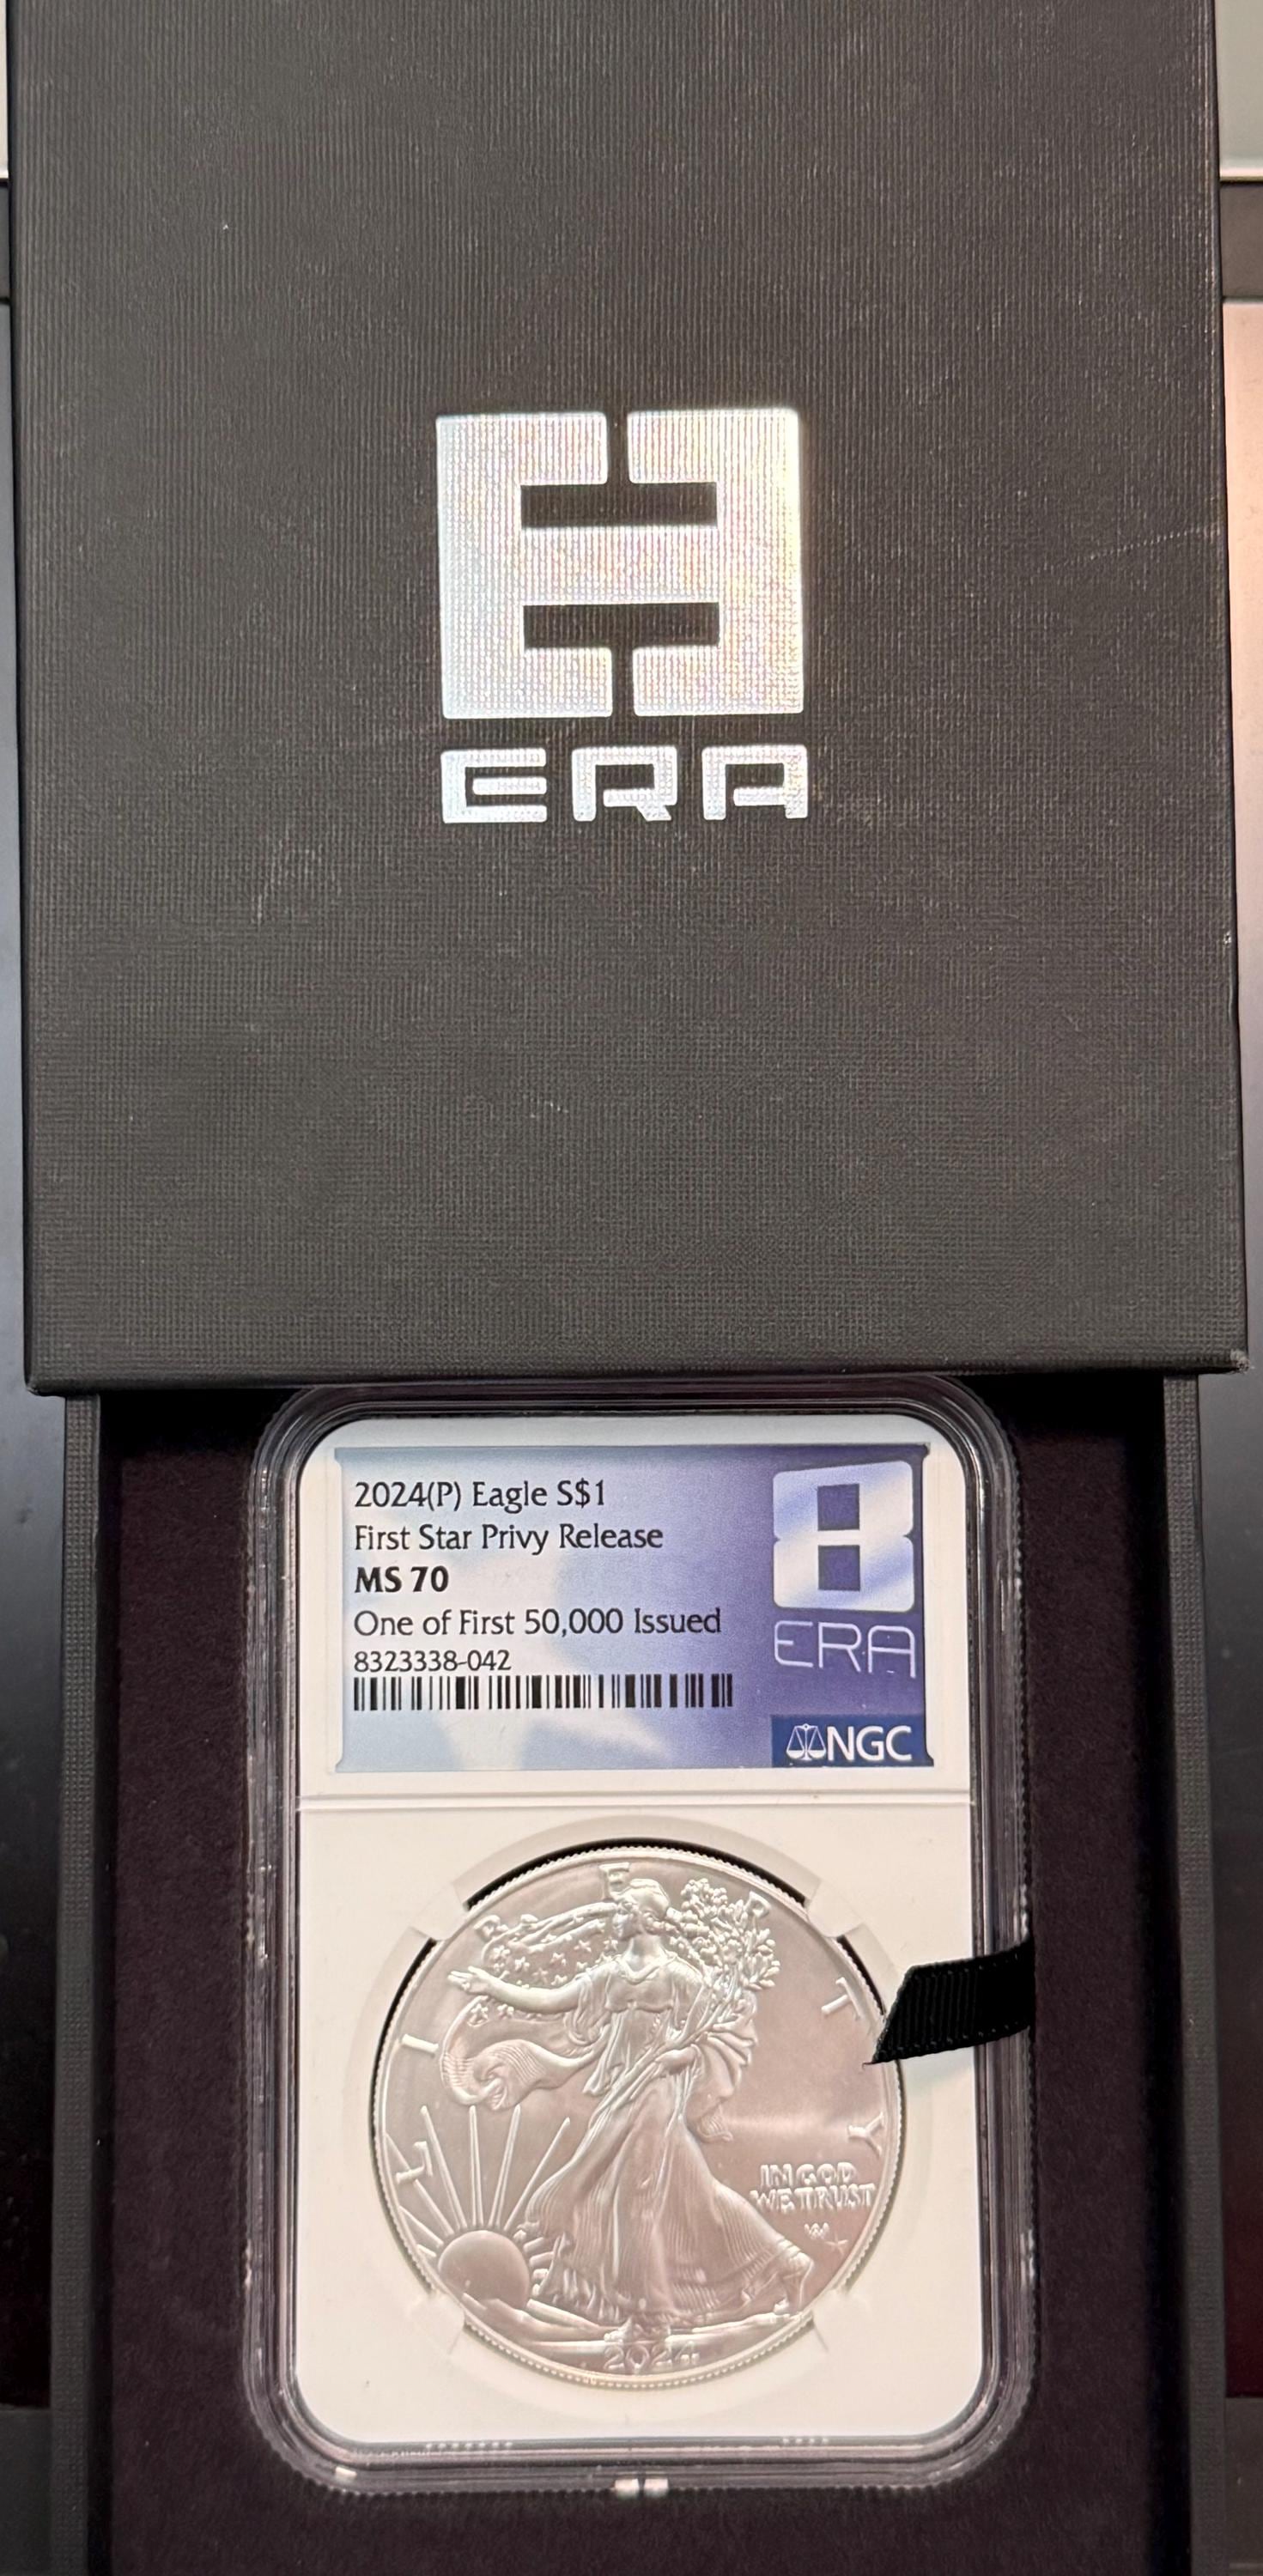 ERA
2024(P) Eagle S$1
First Star Privy Release
MS 70
One of First 50,000 Issued
8323338-042
ERA
NGC
LIBERTY
IN GOD
WE TRUST
2024